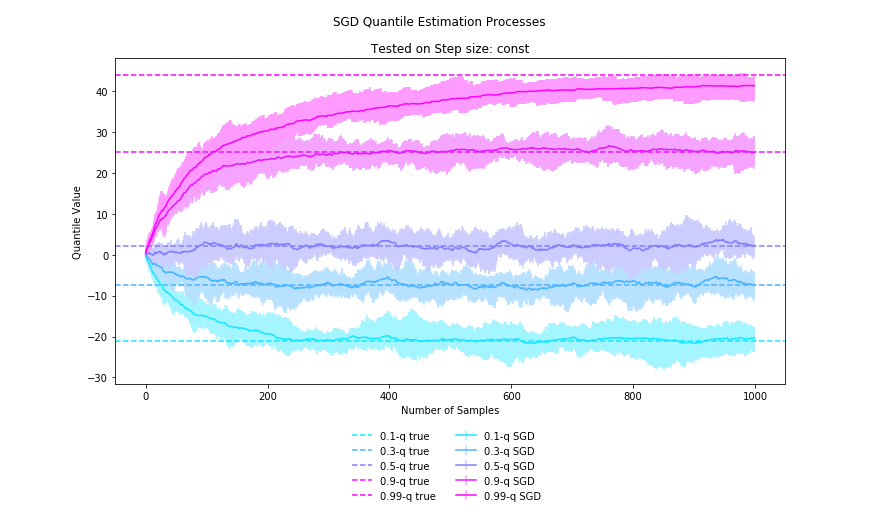 SGD Quantile Estimation Processes
Tested on Step size: const
Quantile Value
40
30
20
10
0
−10
−20
−30
0 200 400 600 800 1000
Number of Samples
0.1-q true 0.1-q SGD
0.3-q true 0.3-q SGD
0.5-q true 0.5-q SGD
0.9-q true 0.9-q SGD
0.99-q true 0.99-q SGD